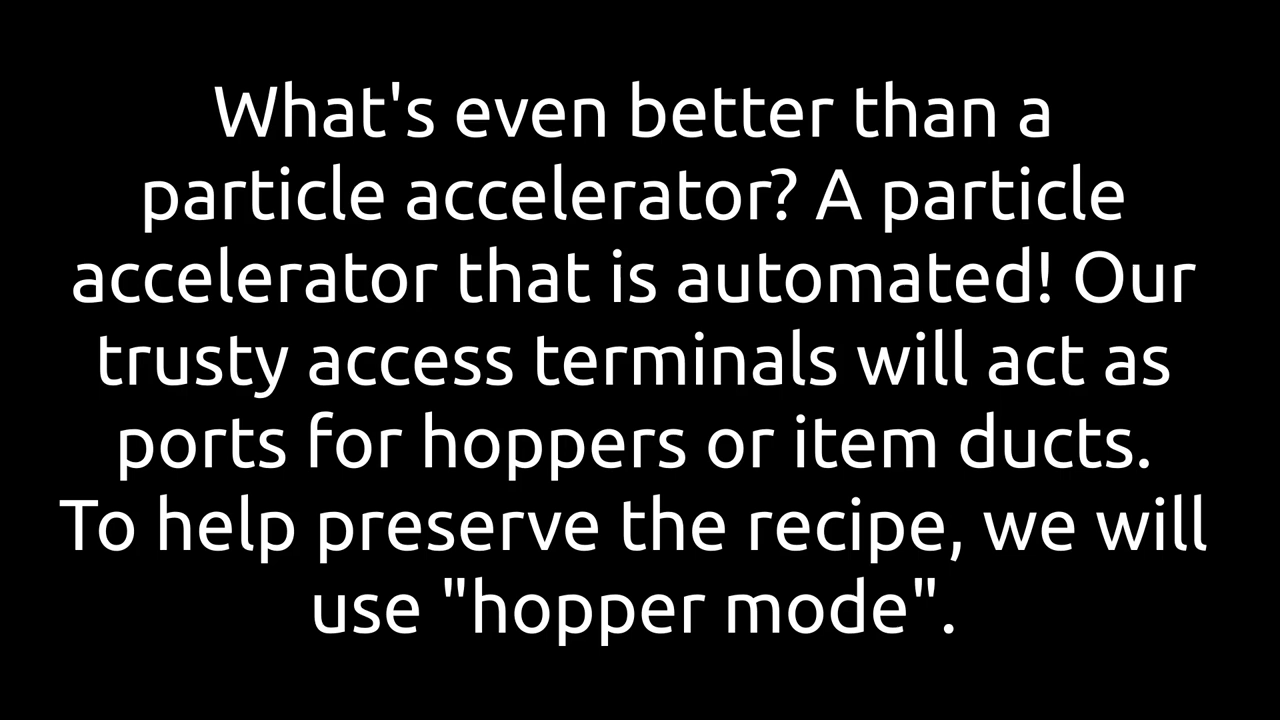 What's even better than a
particle accelerator? A particle
accelerator that is automated! Our
trusty access terminals will act as
ports for hoppers or item ducts.
To help preserve the recipe, we will
use "hopper mode".